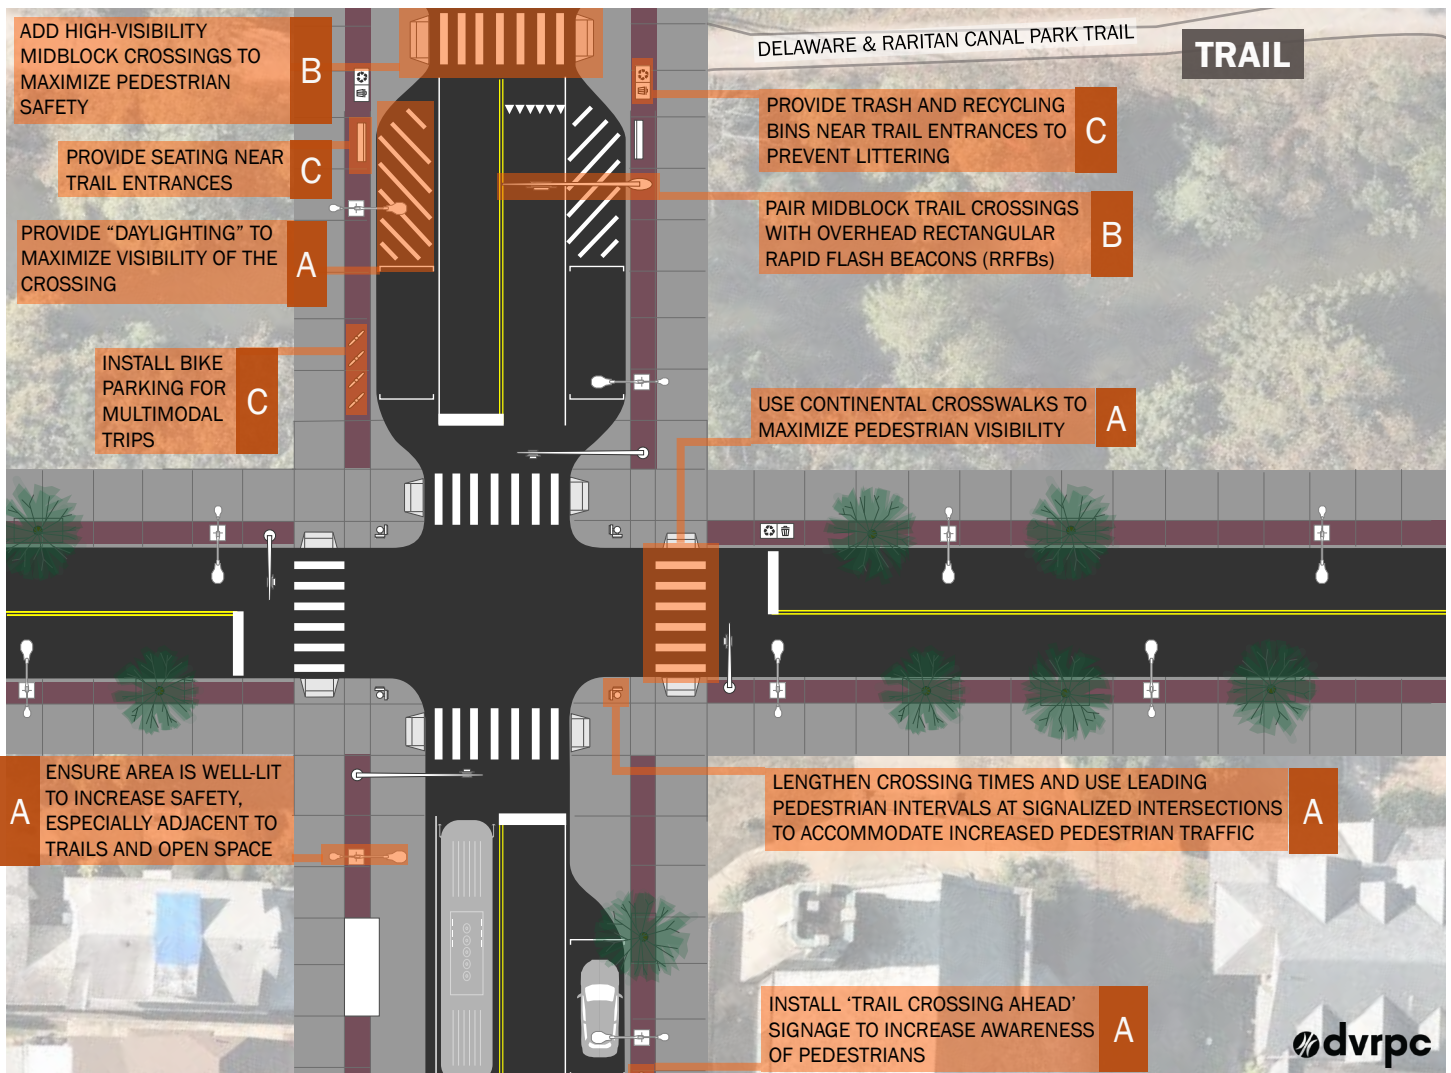 ADD HIGH-VISIBILITY
MIDBLOCK CROSSINGS TO
MAXIMIZE PEDESTRIAN
SAFETY
B
DELAWARE & RARITAN CANAL PARK TRAIL
TRAIL
PROVIDE TRASH AND RECYCLING
BINS NEAR TRAIL ENTRANCES TO
PREVENT LITTERING
C
PROVIDE SEATING NEAR
TRAIL ENTRANCES
C
PAIR MIDBLOCK TRAIL CROSSINGS
WITH OVERHEAD RECTANGULAR
RAPID FLASH BEACONS (RRFBs)
B
PROVIDE “DAYLIGHTING” TO
MAXIMIZE VISIBILITY OF THE
CROSSING
A
INSTALL BIKE
PARKING FOR
MULTIMODAL
TRIPS
C
USE CONTINENTAL CROSSWALKS TO
MAXIMIZE PEDESTRIAN VISIBILITY
A
A
ENSURE AREA IS WELL-LIT
TO INCREASE SAFETY,
ESPECIALLY ADJACENT TO
TRAILS AND OPEN SPACE
LENGTHEN CROSSING TIMES AND USE LEADING
PEDESTRIAN INTERVALS AT SIGNALIZED INTERSECTIONS
TO ACCOMMODATE INCREASED PEDESTRIAN TRAFFIC
A
INSTALL ‘TRAIL CROSSING AHEAD’
SIGNAGE TO INCREASE AWARENESS
OF PEDESTRIANS
A
dvrpc